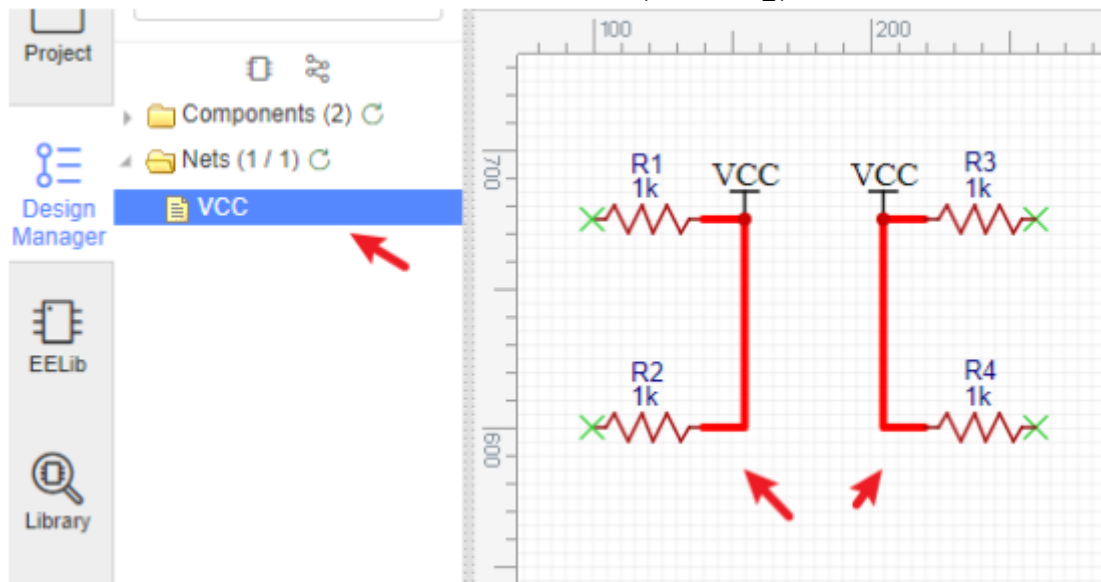 Project
Components (2)
Nets (1 / 1)
VCC
Design
Manager
EELib
Library
100
200
700
600
R1
1k
VCC
VCC
R3
1k
R2
1k
R4
1k